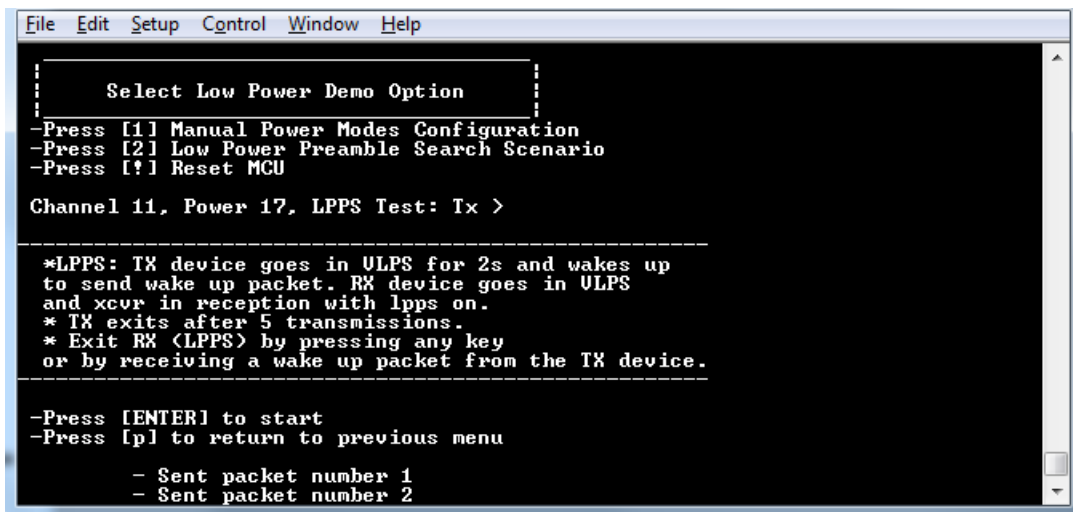 File Edit Setup Control Window Help
Select Low Power Demo Option
-Press [1] Manual Power Modes Configuration
-Press [2] Low Power Preamble Search Scenario
-Press [!] Reset MCU
Channel 11, Power 17, LPPS Test: Tx >
*LPPS: TX device goes in VLPS for 2s and wakes up
to send wake up packet. RX device goes in VLPS
and xcvr in reception with lpps on.
* TX exits after 5 transmissions.
* Exit RX (LPPS) by pressing any key
or by receiving a wake up packet from the TX device.
-Press [ENTER] to start
-Press [p] to return to previous menu
- Sent packet number 1
- Sent packet number 2